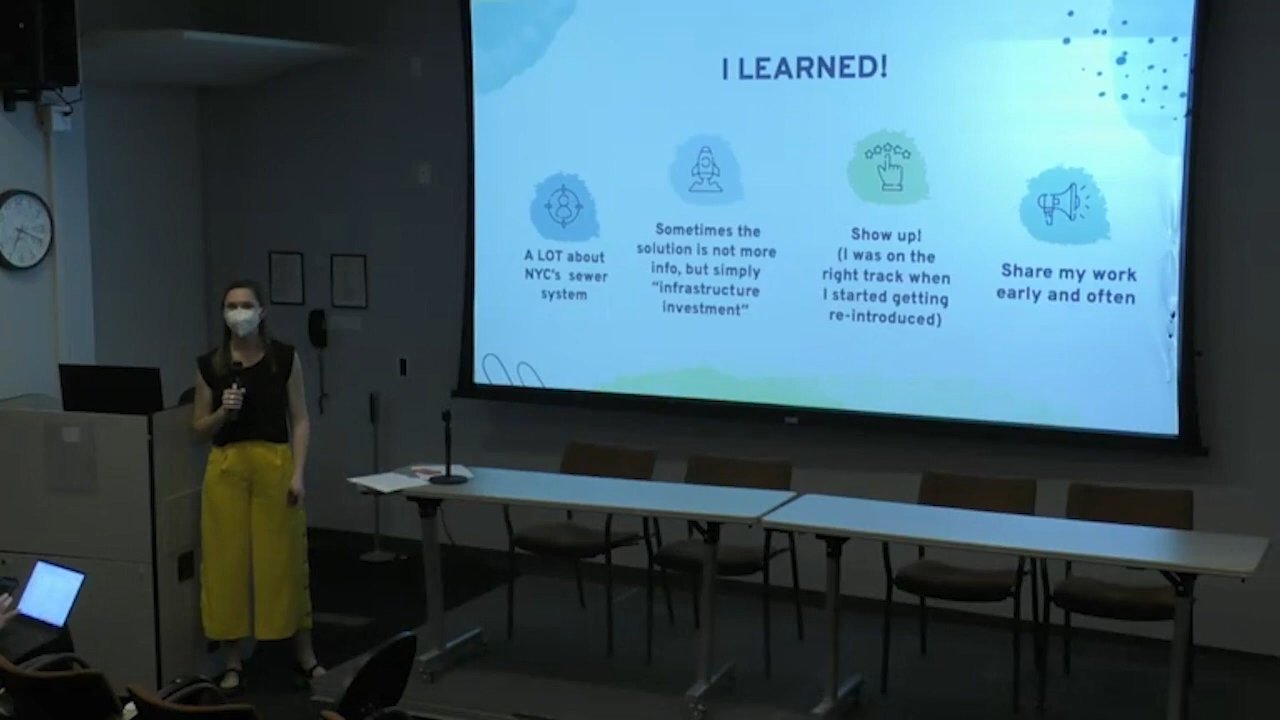 I LEARNED!
A LOT about
NYC's sewer
system
Sometimes the
solution is not more
info, but simply
"infrastructure
investment"
Show up!
(I was on the
right track when
I started getting
re-introduced)
Share my work
early and often